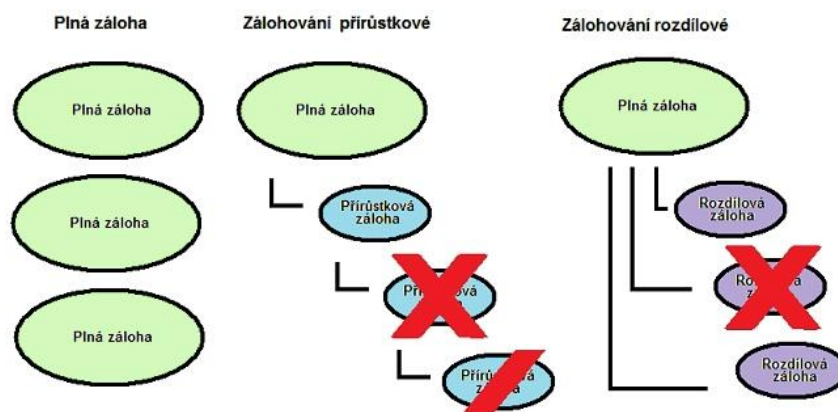 Plná záloha
Zálohování přírůstkové
Zálohování rozdílové
Plná záloha
Plná záloha
Plná záloha
Plná záloha
Přírůstková
záloha
Plná záloha
Rozdílová
záloha
Rozdílová
záloha